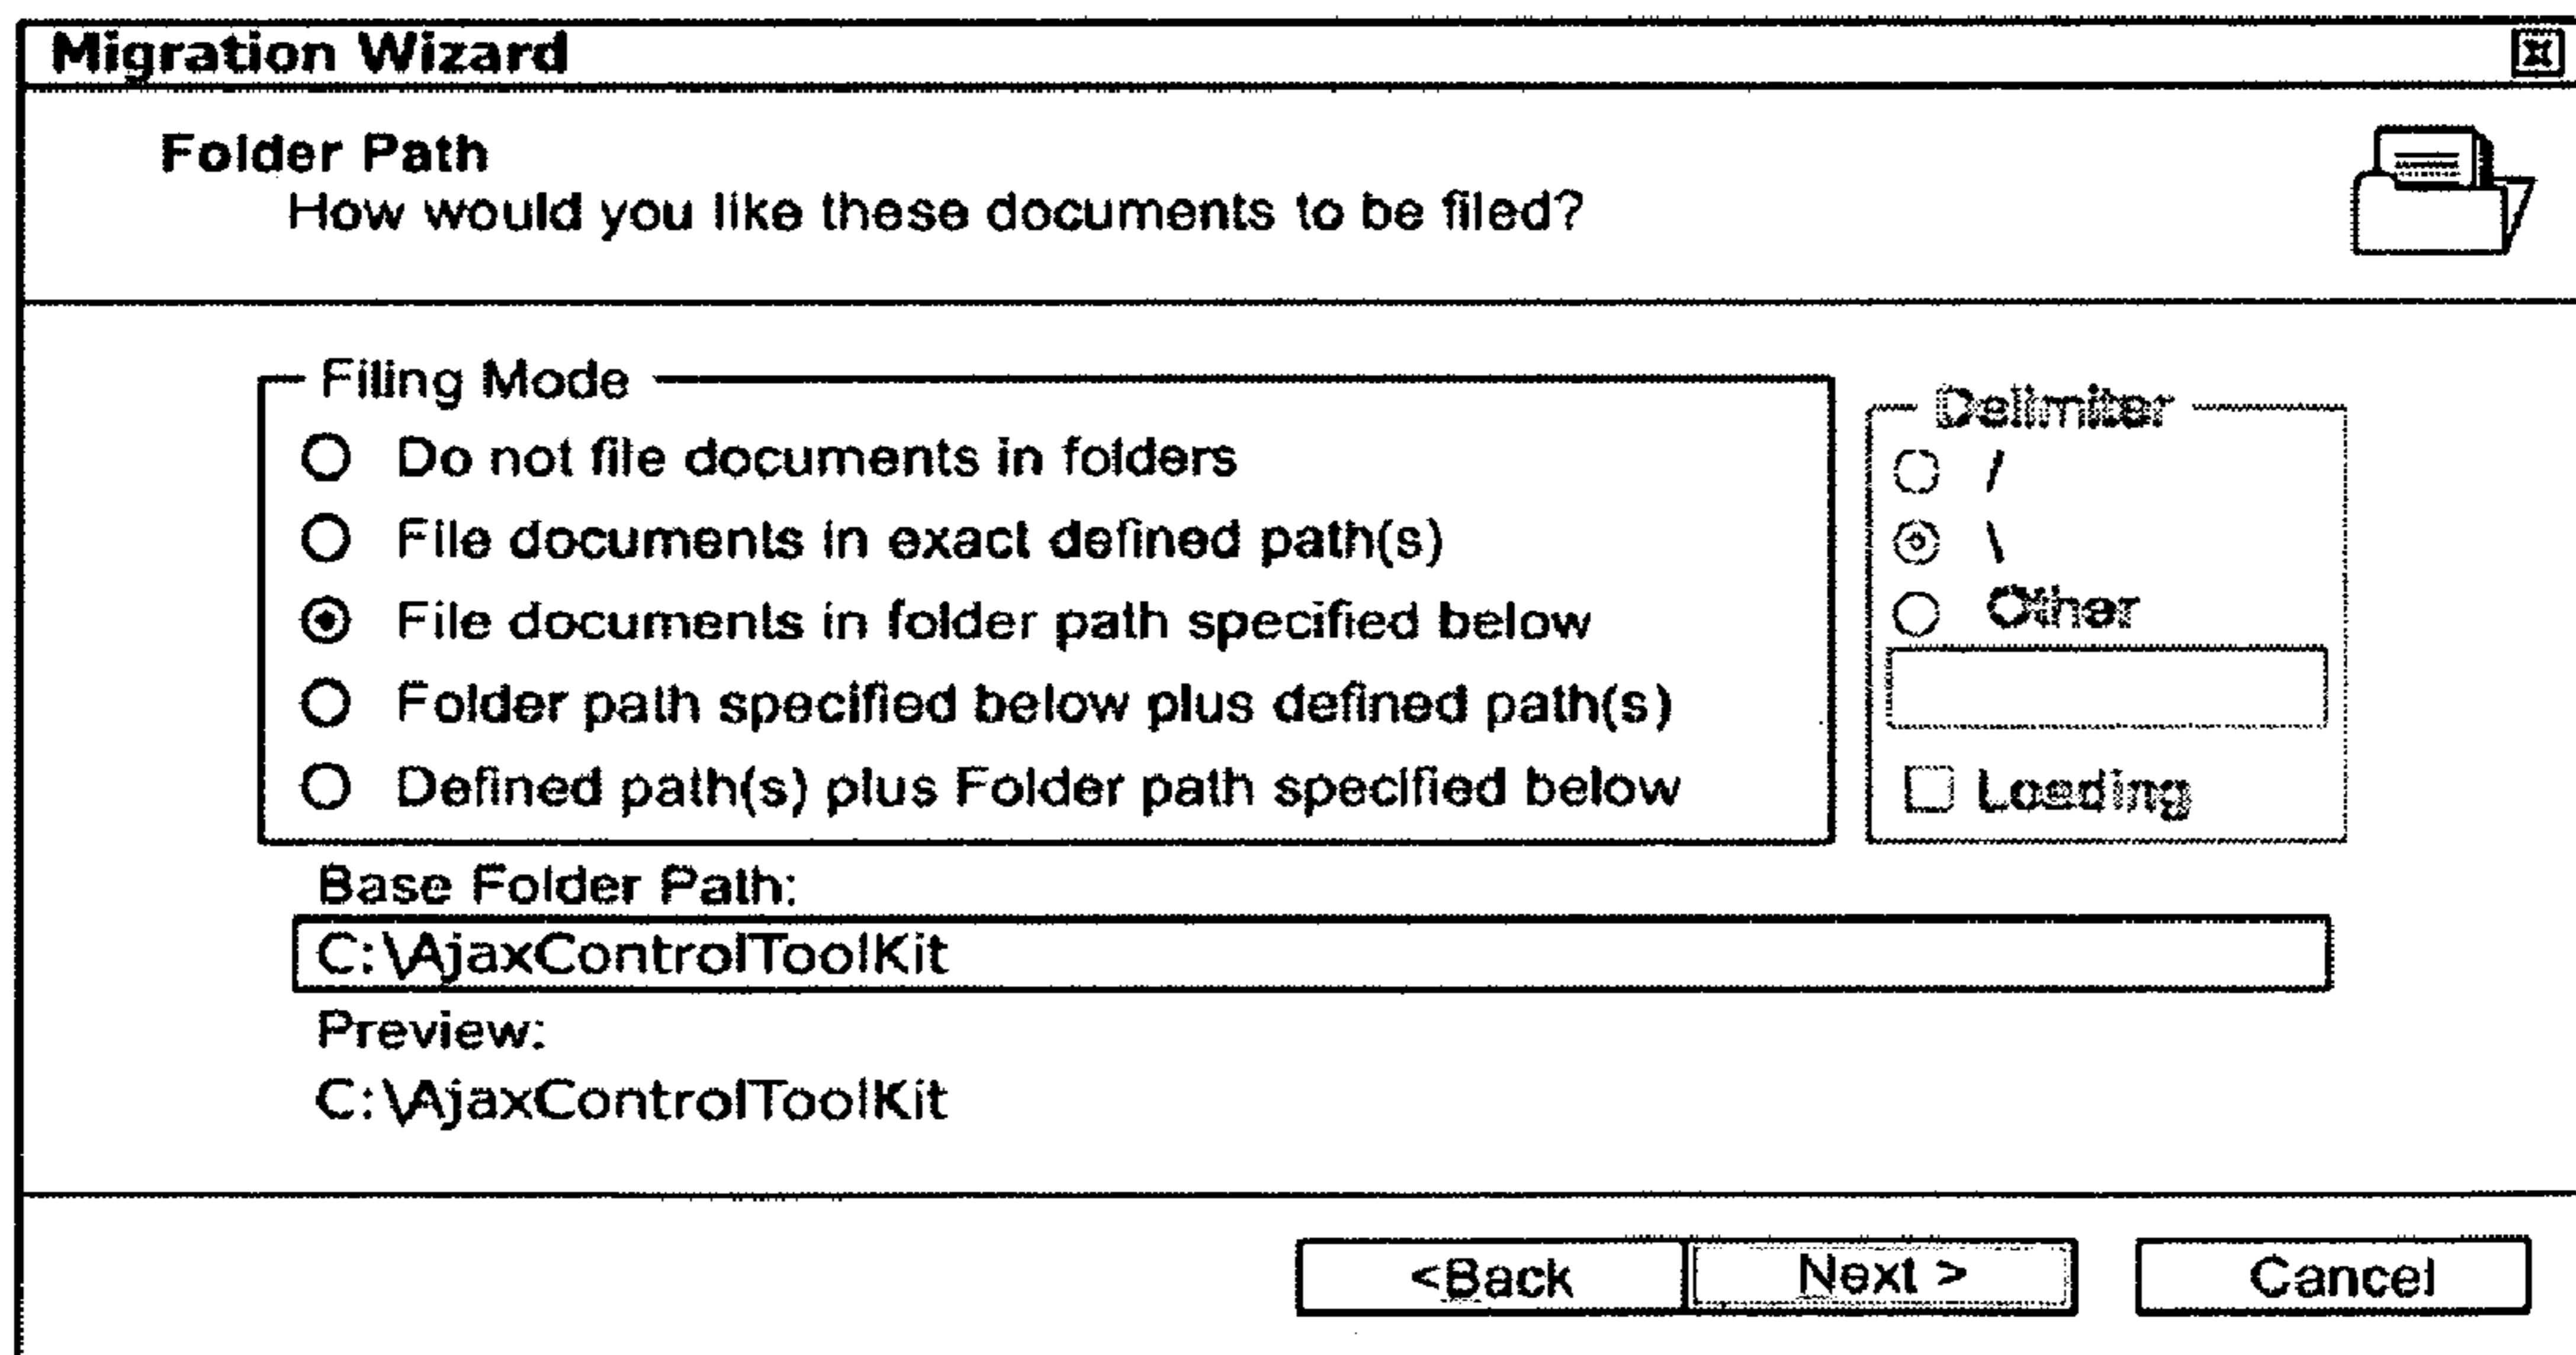 Migration Wizard
Folder Path
How would you like these documents to be filed?
Filing Mode
Do not file documents in folders
File documents in exact defined path(s)
File documents in folder path specified below
Folder path specified below plus defined path(s)
Defined path(s) plus Folder path specified below
Delimiter
/
\
Other
Leading
Base Folder Path:
C:\AjaxControlToolKit
Preview:
C:\AjaxControlToolKit
<Back Next > Cancel